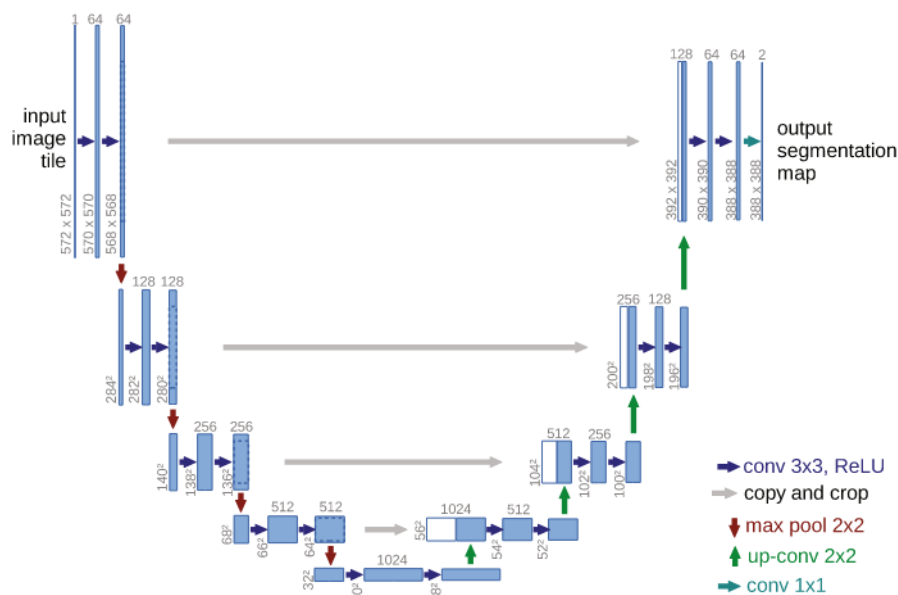 1 64 64
128 64 64 2
input
image
tile
output
segmentation
map
572 x 572
570 x 570
568 x 568
392 x 392
390 x 390
388 x 388
388 x 388
128 128
256 128
284²
282²
280²
200²
198²
196²
256 256
512 256
140²
138²
136²
104²
102²
100²
512 512
1024 512
68²
66²
64²
56²
54²
52²
1024
32²
0²
8²
conv 3x3, ReLU
copy and crop
max pool 2x2
up-conv 2x2
conv 1x1